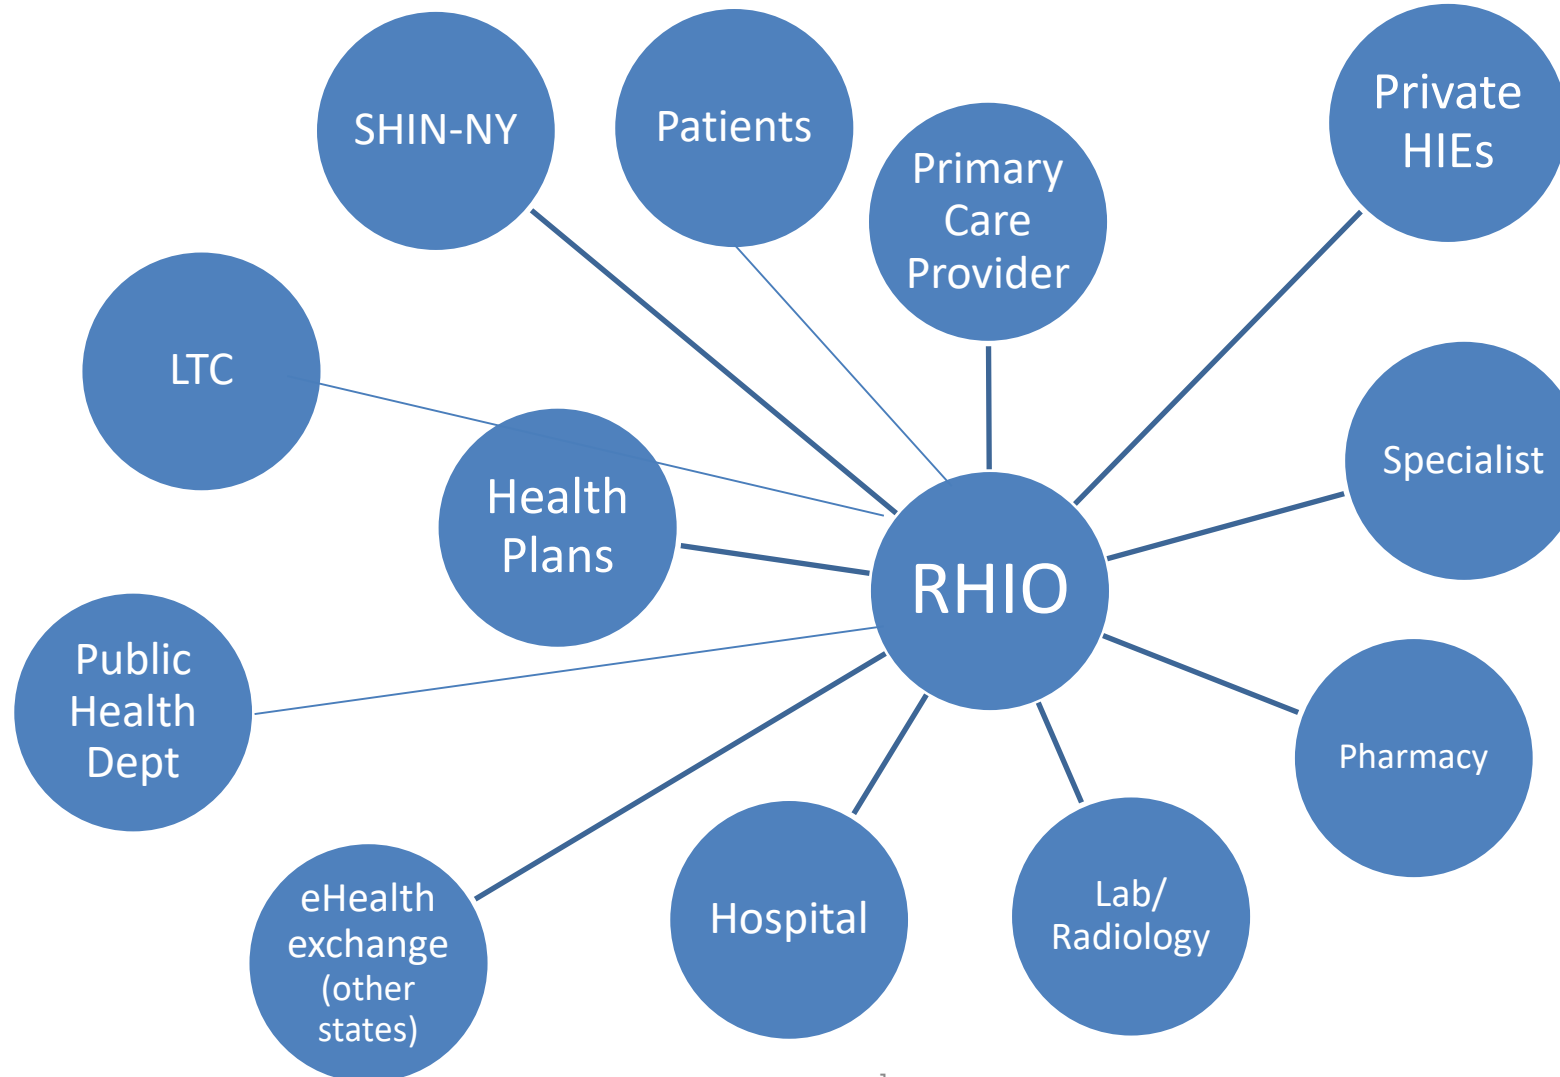 SHIN-NY
Patients
Primary
Care
Provider
Private
HIEs
LTC
Health
Plans
Specialist
RHIO
Public
Health
Dept
Pharmacy
eHealth
exchange
(other
states)
Hospital
Lab/
Radiology